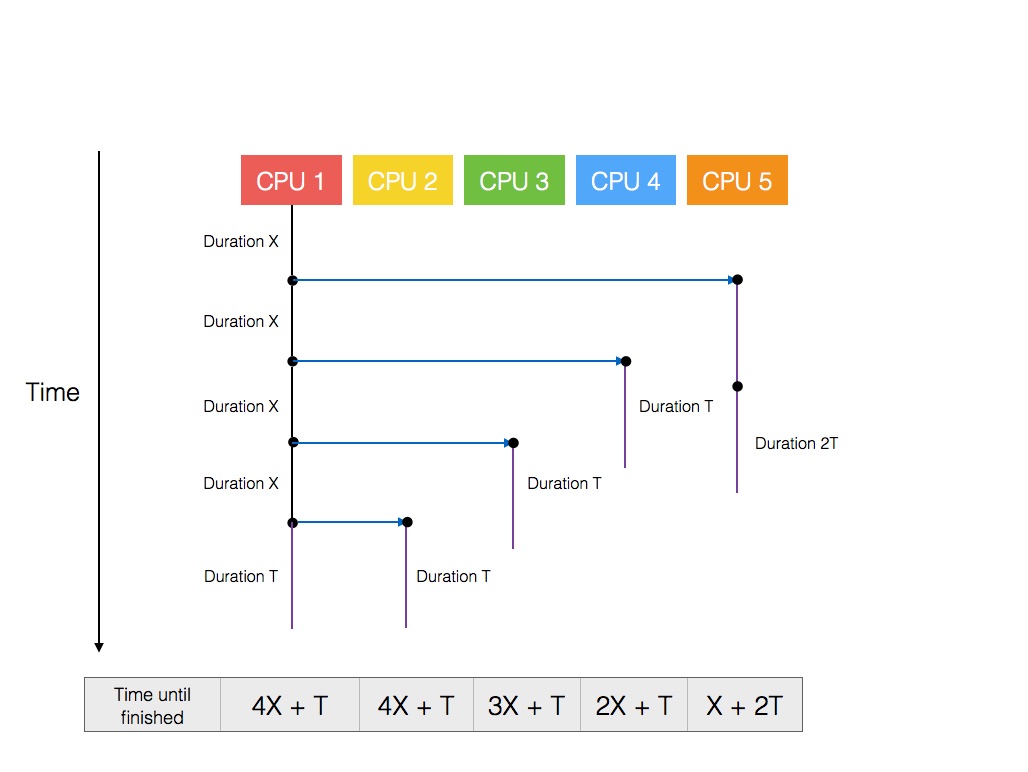 CPU 1 CPU 2 CPU 3 CPU 4 CPU 5
Duration X
Duration X
Time
Duration X
Duration T
Duration 2T
Duration X
Duration T
Duration T
Duration T
Time until
finished
4X + T
4X + T
3X + T
2X + T
X + 2T